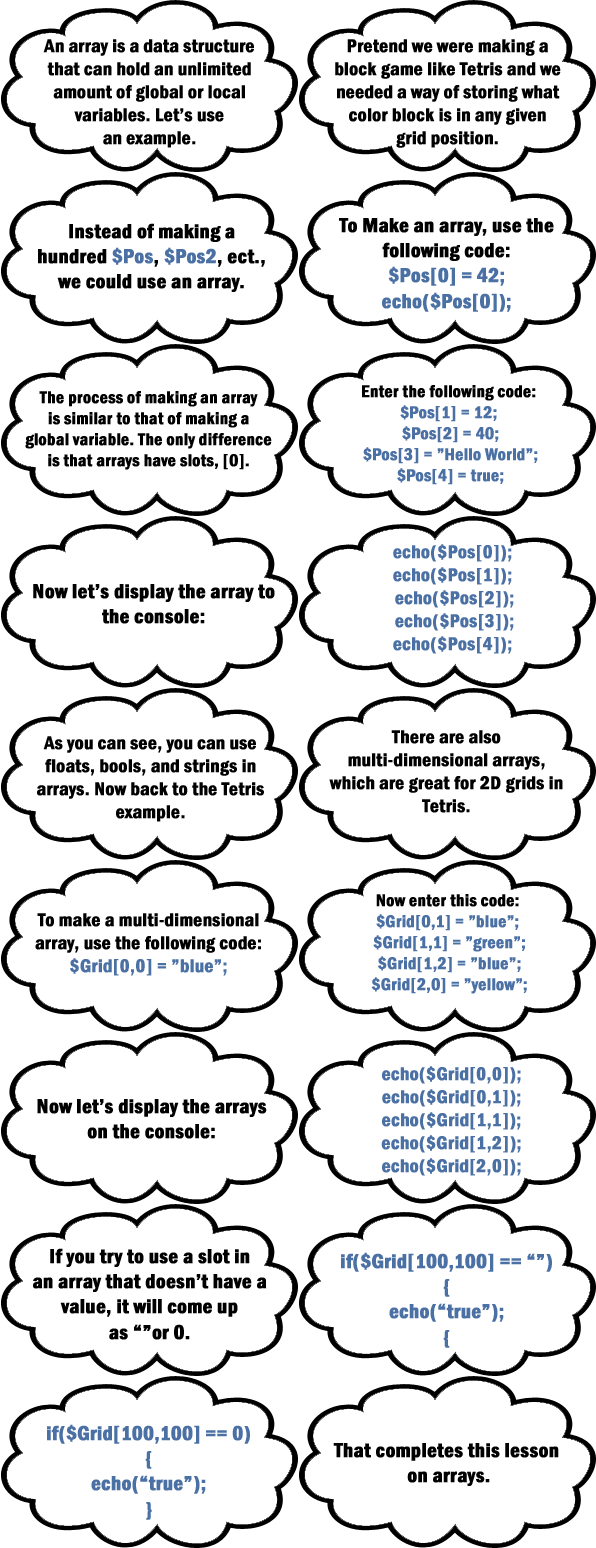 An array is a data structure
that can hold an unlimited
amount of global or local
variables. Let's use
an example.
Pretend we were making a
block game like Tetris and we
needed a way of storing what
color block is in any given
grid position.
Instead of making a
hundred $Pos, $Pos2, ect.,
we could use an array.
To Make an array, use the
following code:
$Pos[0] = 42;
echo($Pos[0]);
The process of making an array
is similar to that of making a
global variable. The only difference
is that arrays have slots, [0].
Enter the following code:
$Pos[1] = 12;
$Pos[2] = 40;
$Pos[3] = ”Hello World”;
$Pos[4] = true;
Now let's display the array to
the console:
echo($Pos[0]);
echo($Pos[1]);
echo($Pos[2]);
echo($Pos[3]);
echo($Pos[4]);
As you can see, you can use
floats, bools, and strings in
arrays. Now back to the Tetris
example.
There are also
multi-dimensional arrays,
which are great for 2D grids in
Tetris.
To make a multi-dimensional
array, use the following code:
$Grid[0,0] = ”blue”;
Now enter this code:
$Grid[0,1] = ”blue”;
$Grid[1,1] = ”green”;
$Grid[1,2] = ”blue”;
$Grid[2,0] = ”yellow”;
Now let's display the arrays
on the console:
echo($Grid[0,0]);
echo($Grid[0,1]);
echo($Grid[1,1]);
echo($Grid[1,2]);
echo($Grid[2,0]);
If you try to use a slot in
an array that doesn't have a
value, it will come up
as “”or 0.
if($Grid[100,100] == “”)
{
echo(“true”);
{
if($Grid[100,100] == 0)
{
echo(“true”);
}
That completes this lesson
on arrays.